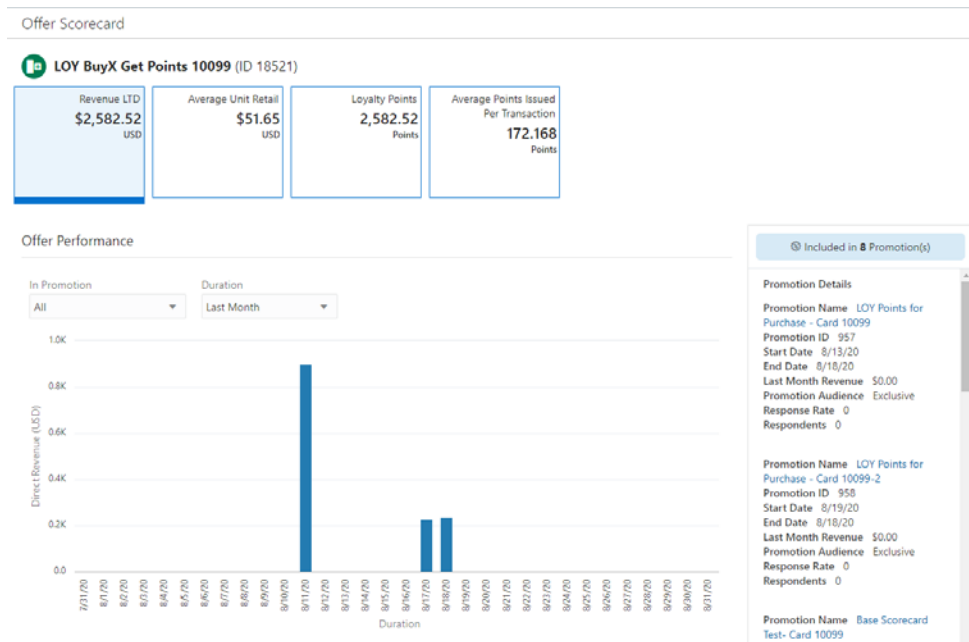 Offer Scorecard
LOY BuyX Get Points 10099 (ID 18521)
Revenue LTD
$2,582.52
USD
Average Unit Retail
$51.65
USD
Loyalty Points
2,582.52
Points
Average Points Issued
Per Transaction
172.168
Points
Offer Performance
In Promotion
All
Duration
Last Month
1.0K
0.8K
0.6K
0.4K
0.2K
0.0
Direct Revenue (USD)
7/31/20
8/1/20
8/2/20
8/3/20
8/4/20
8/5/20
8/6/20
8/7/20
8/8/20
8/9/20
8/10/20
8/11/20
8/12/20
8/13/20
8/14/20
8/15/20
8/16/20
8/17/20
8/18/20
8/19/20
8/20/20
8/21/20
8/22/20
8/23/20
8/24/20
8/25/20
8/26/20
8/27/20
8/28/20
8/29/20
8/30/20
8/31/20
Duration
Included in 8 Promotion(s)
Promotion Details
Promotion Name LOY Points for
Purchase - Card 10099
Promotion ID 957
Start Date 8/13/20
End Date 8/18/20
Last Month Revenue $0.00
Promotion Audience Exclusive
Response Rate 0
Respondents 0
Promotion Name LOY Points for
Purchase - Card 10099-2
Promotion ID 958
Start Date 8/19/20
End Date 8/18/20
Last Month Revenue $0.00
Promotion Audience Exclusive
Response Rate 0
Respondents 0
Promotion Name Base Scorecard
Test- Card 10099